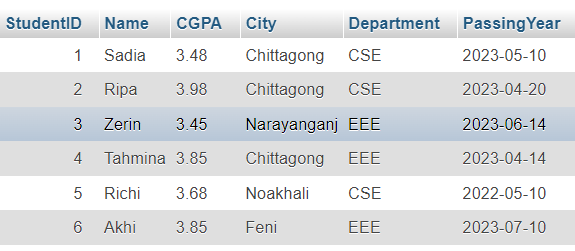 StudentID Name CGPA City Department PassingYear
1 Sadia 3.48 Chittagong CSE 2023-05-10
2 Ripa 3.98 Chittagong CSE 2023-04-20
3 Zerin 3.45 Narayanganj EEE 2023-06-14
4 Tahmina 3.85 Chittagong EEE 2023-04-14
5 Richi 3.68 Noakhali CSE 2022-05-10
6 Akhi 3.85 Feni EEE 2023-07-10